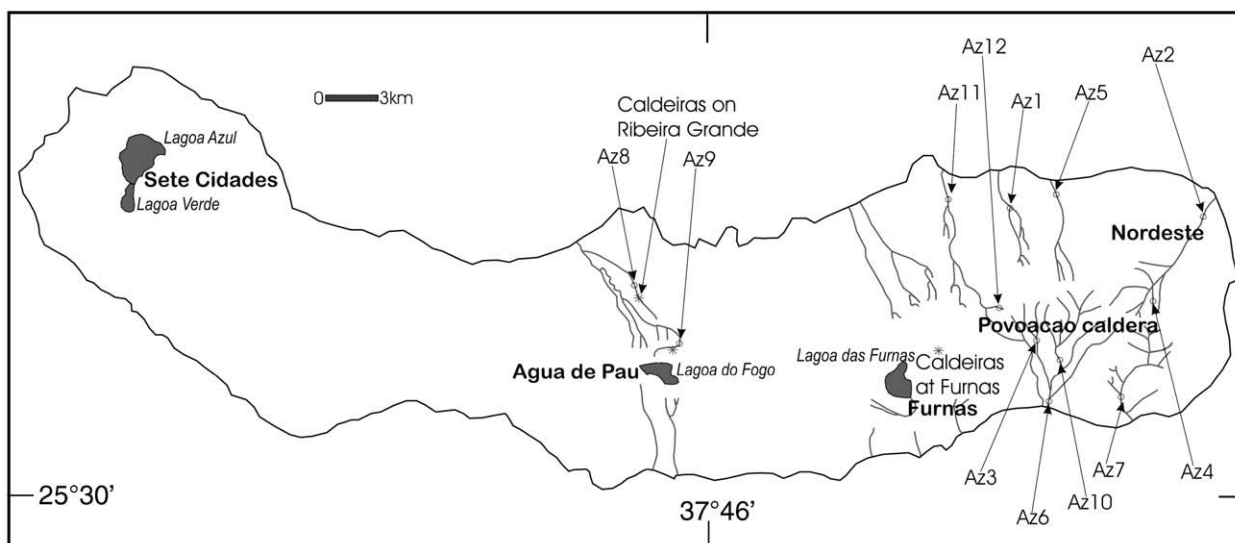 Az12
Az2
Az11
Az1
Az5
0 3km
Caldeiras on
Ribeira Grande
Lagoa Azul
Az8
Az9
Sete Cidades
Lagoa Verde
Nordeste
Povoacao caldera
Lagoa das Furnas
Caldeiras
at Furnas
Agua de Pau
Lagoa do Fogo
Furnas
Az3
Az10
Az7
Az4
Az6
25°30’
37°46’